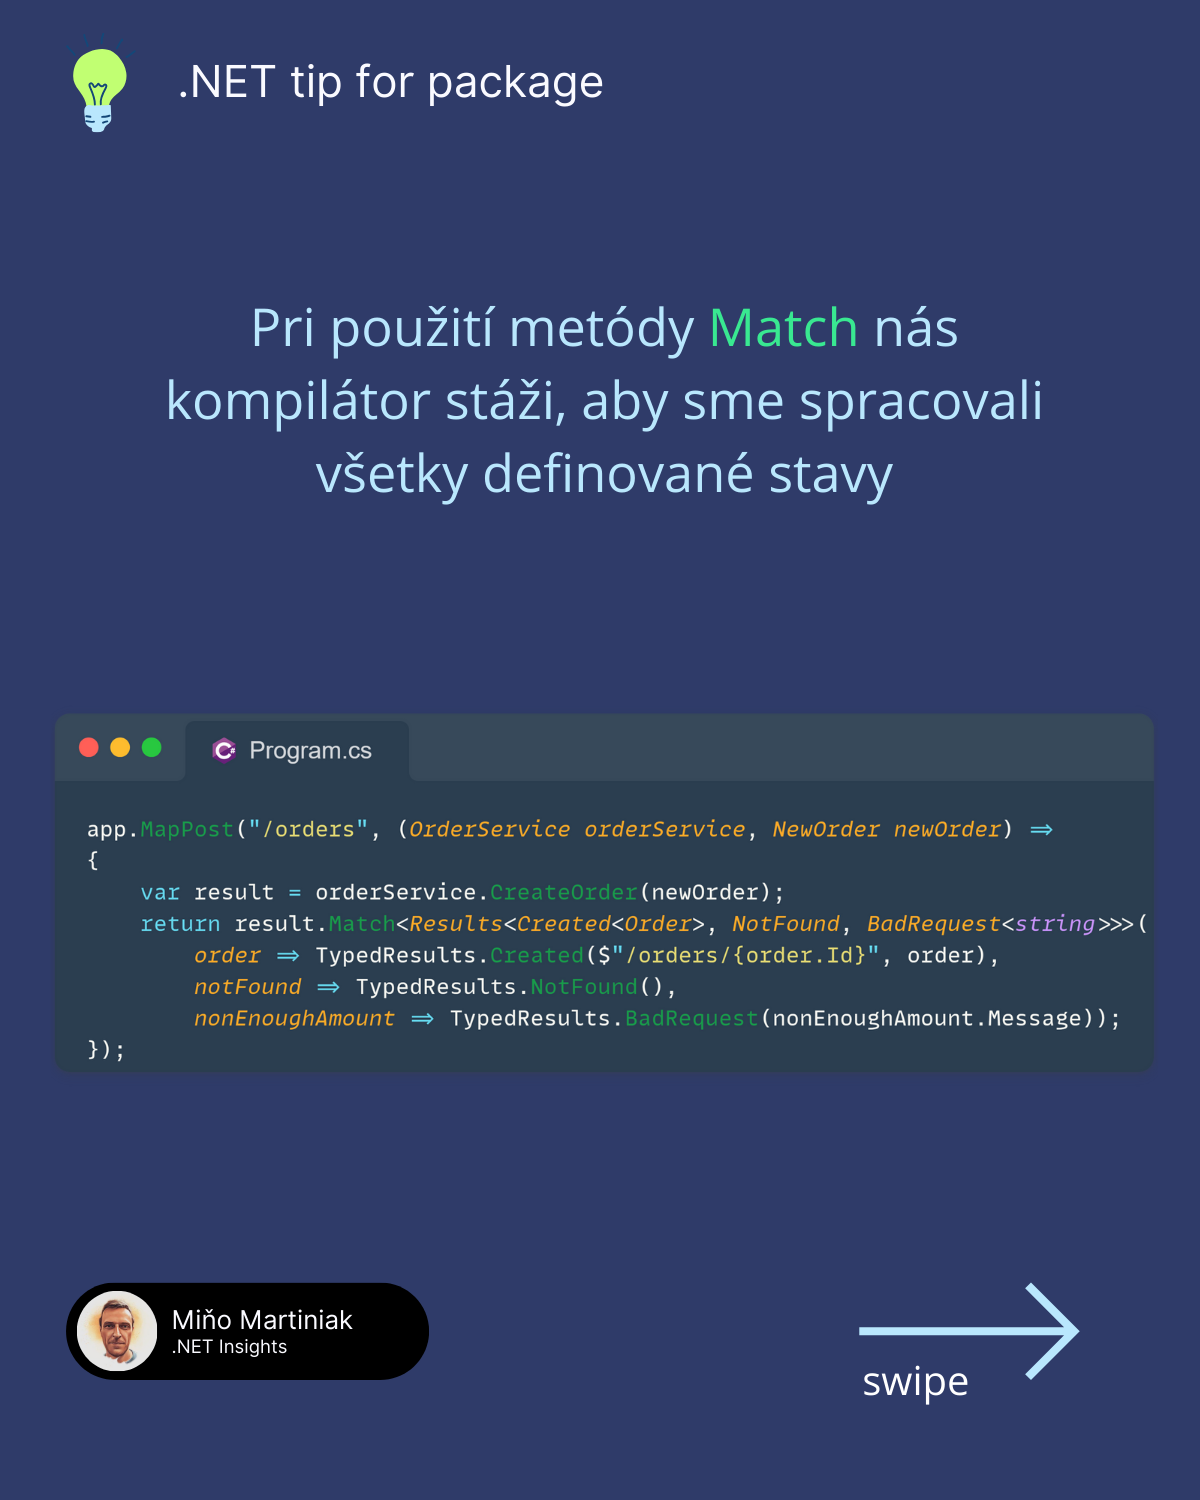 .NET tip for package
Pri použití metódy Match nás
kompilátor stáži, aby sme spracovali
všetky definované stavy
Program.cs
app.MapPost("/orders", (OrderService orderService, NewOrder newOrder) =>
{
    var result = orderService.CreateOrder(newOrder);
    return result.Match<Results<Created<Order>, NotFound, BadRequest<string>>>(
        order => TypedResults.Created($"/orders/{order.Id}", order),
        notFound => TypedResults.NotFound(),
        nonEnoughAmount => TypedResults.BadRequest(nonEnoughAmount.Message));
});
Miňo Martiniak
.NET Insights
swipe